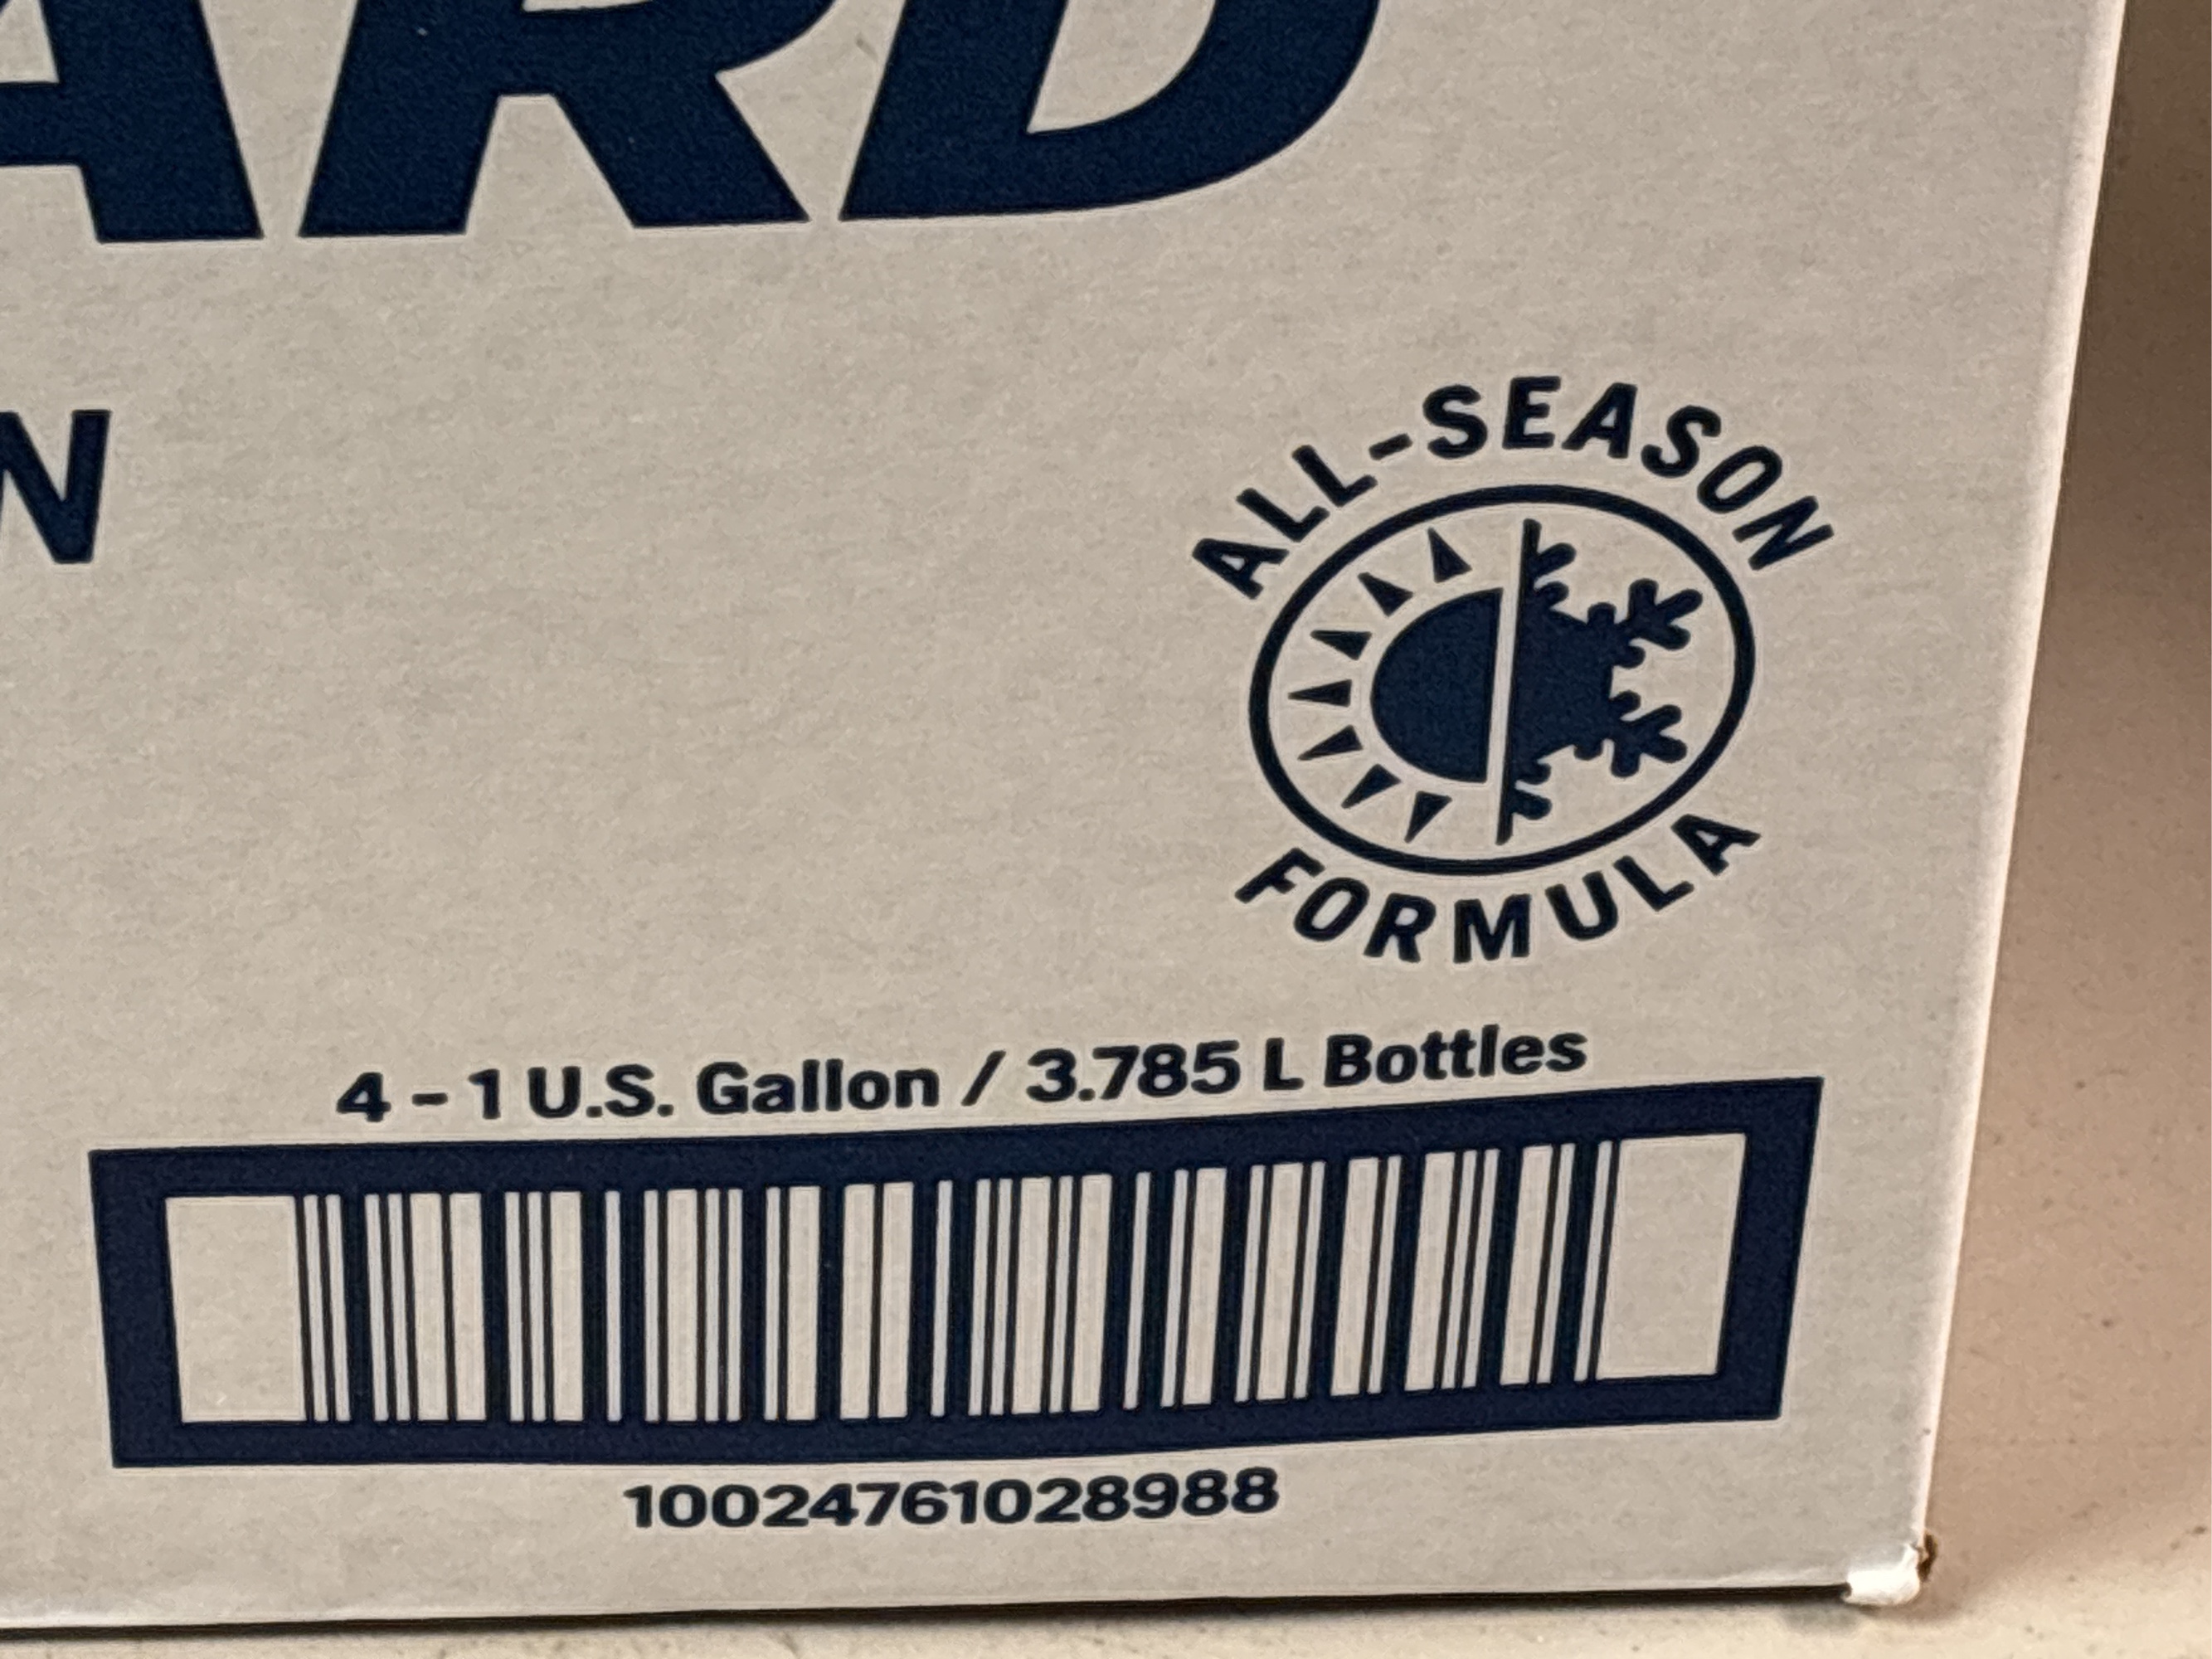 ARD
N
ALL-SEASON
FORMULA
4 – 1 U.S. Gallon / 3.785 L Bottles
10024761028988